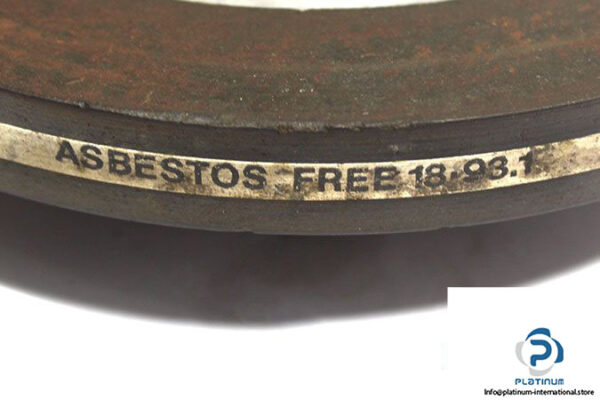 ASBESTOS FREE 18.93.1
PLATINUM
Info@platinum-international.store